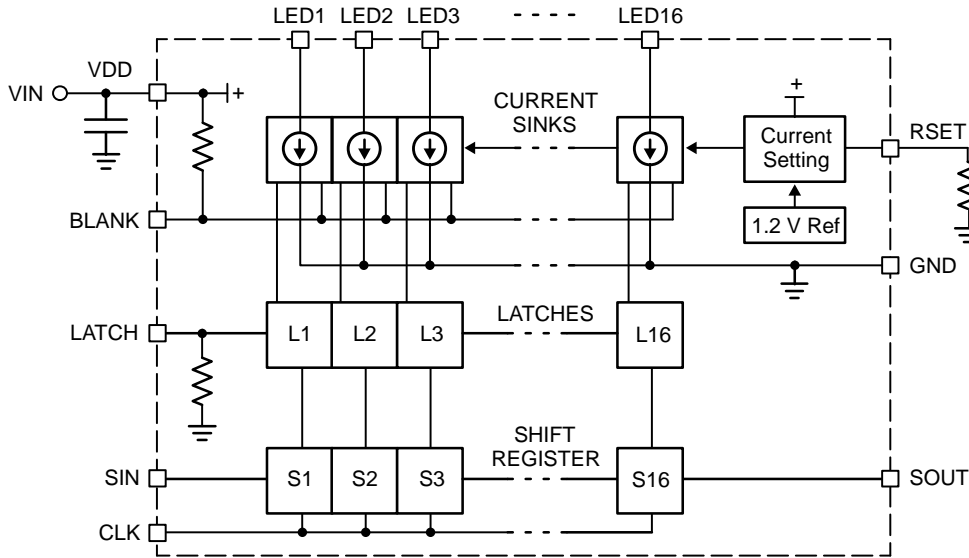 LED1 LED2 LED3 LED16
VDD
VIN
+
CURRENT
SINKS
+
Current
Setting
RSET
BLANK
1.2 V Ref
GND
LATCH
LATCHES
L1 L2 L3 L16
SHIFT
REGISTER
SIN
S1 S2 S3 S16
SOUT
CLK